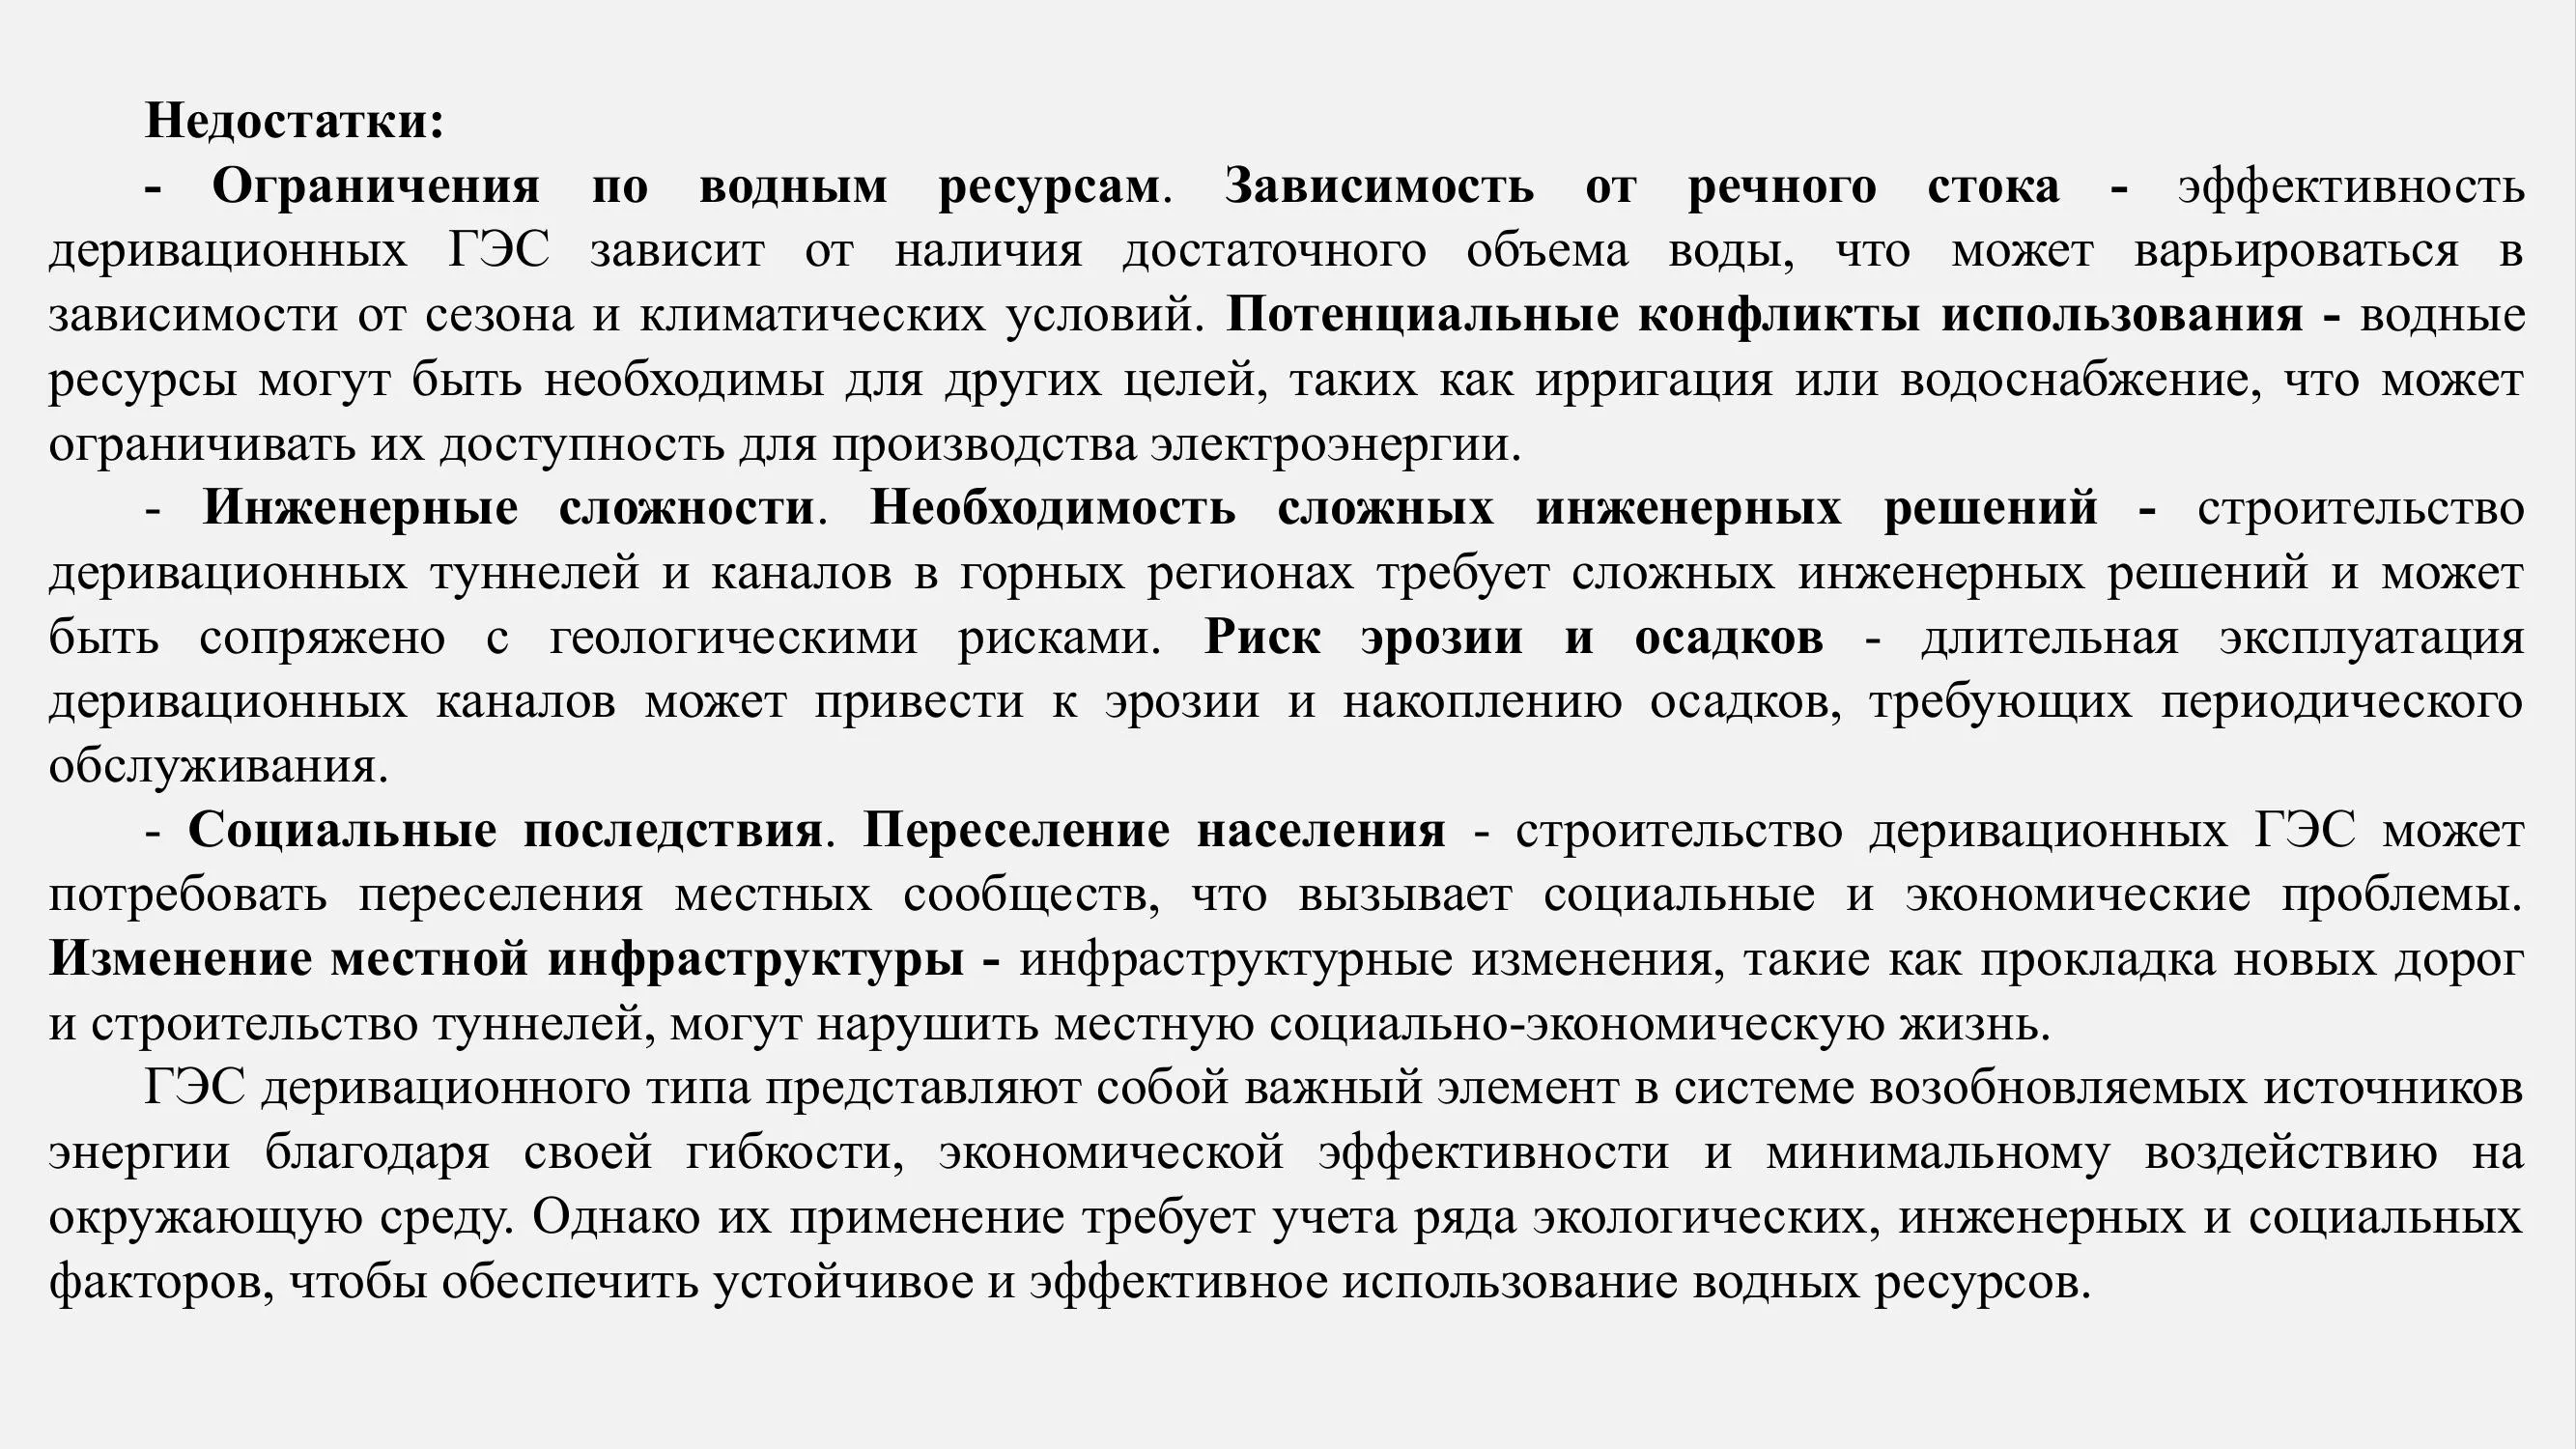 Недостатки:
- Ограничения по водным ресурсам. Зависимость от речного стока - эффективность
деривационных ГЭС зависит от наличия достаточного объема воды, что может варьироваться в
зависимости от сезона и климатических условий. Потенциальные конфликты использования - водные
ресурсы могут быть необходимы для других целей, таких как ирригация или водоснабжение, что может
ограничивать их доступность для производства электроэнергии.
- Инженерные сложности. Необходимость сложных инженерных решений - строительство
деривационных туннелей и каналов в горных регионах требует сложных инженерных решений и может
быть сопряжено с геологическими рисками. Риск эрозии и осадков - длительная эксплуатация
деривационных каналов может привести к эрозии и накоплению осадков, требующих периодического
обслуживания.
- Социальные последствия. Переселение населения - строительство деривационных ГЭС может
потребовать переселения местных сообществ, что вызывает социальные и экономические проблемы.
Изменение местной инфраструктуры - инфраструктурные изменения, такие как прокладка новых дорог
и строительство туннелей, могут нарушить местную социально-экономическую жизнь.
ГЭС деривационного типа представляют собой важный элемент в системе возобновляемых источников
энергии благодаря своей гибкости, экономической эффективности и минимальному воздействию на
окружающую среду. Однако их применение требует учета ряда экологических, инженерных и социальных
факторов, чтобы обеспечить устойчивое и эффективное использование водных ресурсов.